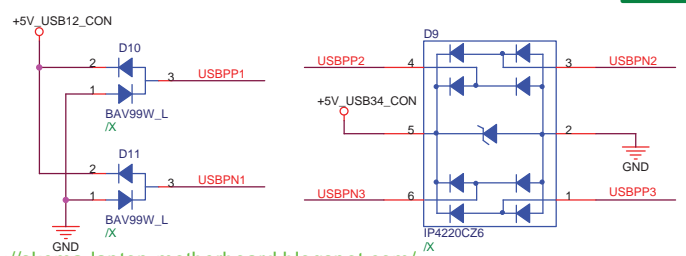 +5V_USB12_CON
D10
2
3
USBPP1
1
BAV99W_L
/X
D11
2
3
USBPN1
1
BAV99W_L
/X
GND
D9
USBPP2
4
3
USBPN2
+5V_USB34_CON
5
2
GND
USBPN3
6
1
USBPP3
IP4220CZ6
/X